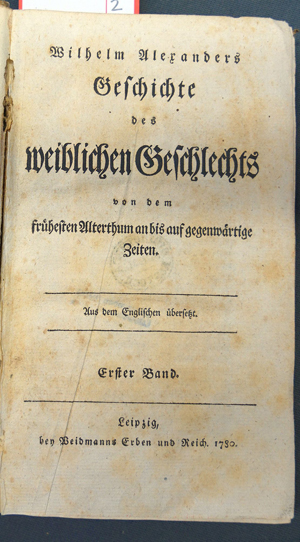 2
Wilhelm Alexanders
Geschichte
des
weiblichen Geschlechts
von dem
frühesten Alterthum an bis auf gegenwärtige
Zeiten.
Aus dem Englischen übersetzt.
Erster Band.
Leipzig,
bey Weidmanns Erben und Reich. 1780.